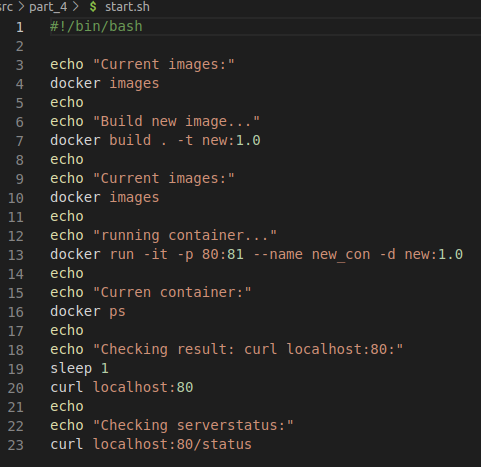 src > part_4 > $ start.sh
1 #!/bin/bash
2
3 echo "Current images:"
4 docker images
5 echo
6 echo "Build new image..."
7 docker build . -t new:1.0
8 echo
9 echo "Current images:"
10 docker images
11 echo
12 echo "running container..."
13 docker run -it -p 80:81 --name new_con -d new:1.0
14 echo
15 echo "Curren container:"
16 docker ps
17 echo
18 echo "Checking result: curl localhost:80:"
19 sleep 1
20 curl localhost:80
21 echo
22 echo "Checking serverstatus:"
23 curl localhost:80/status